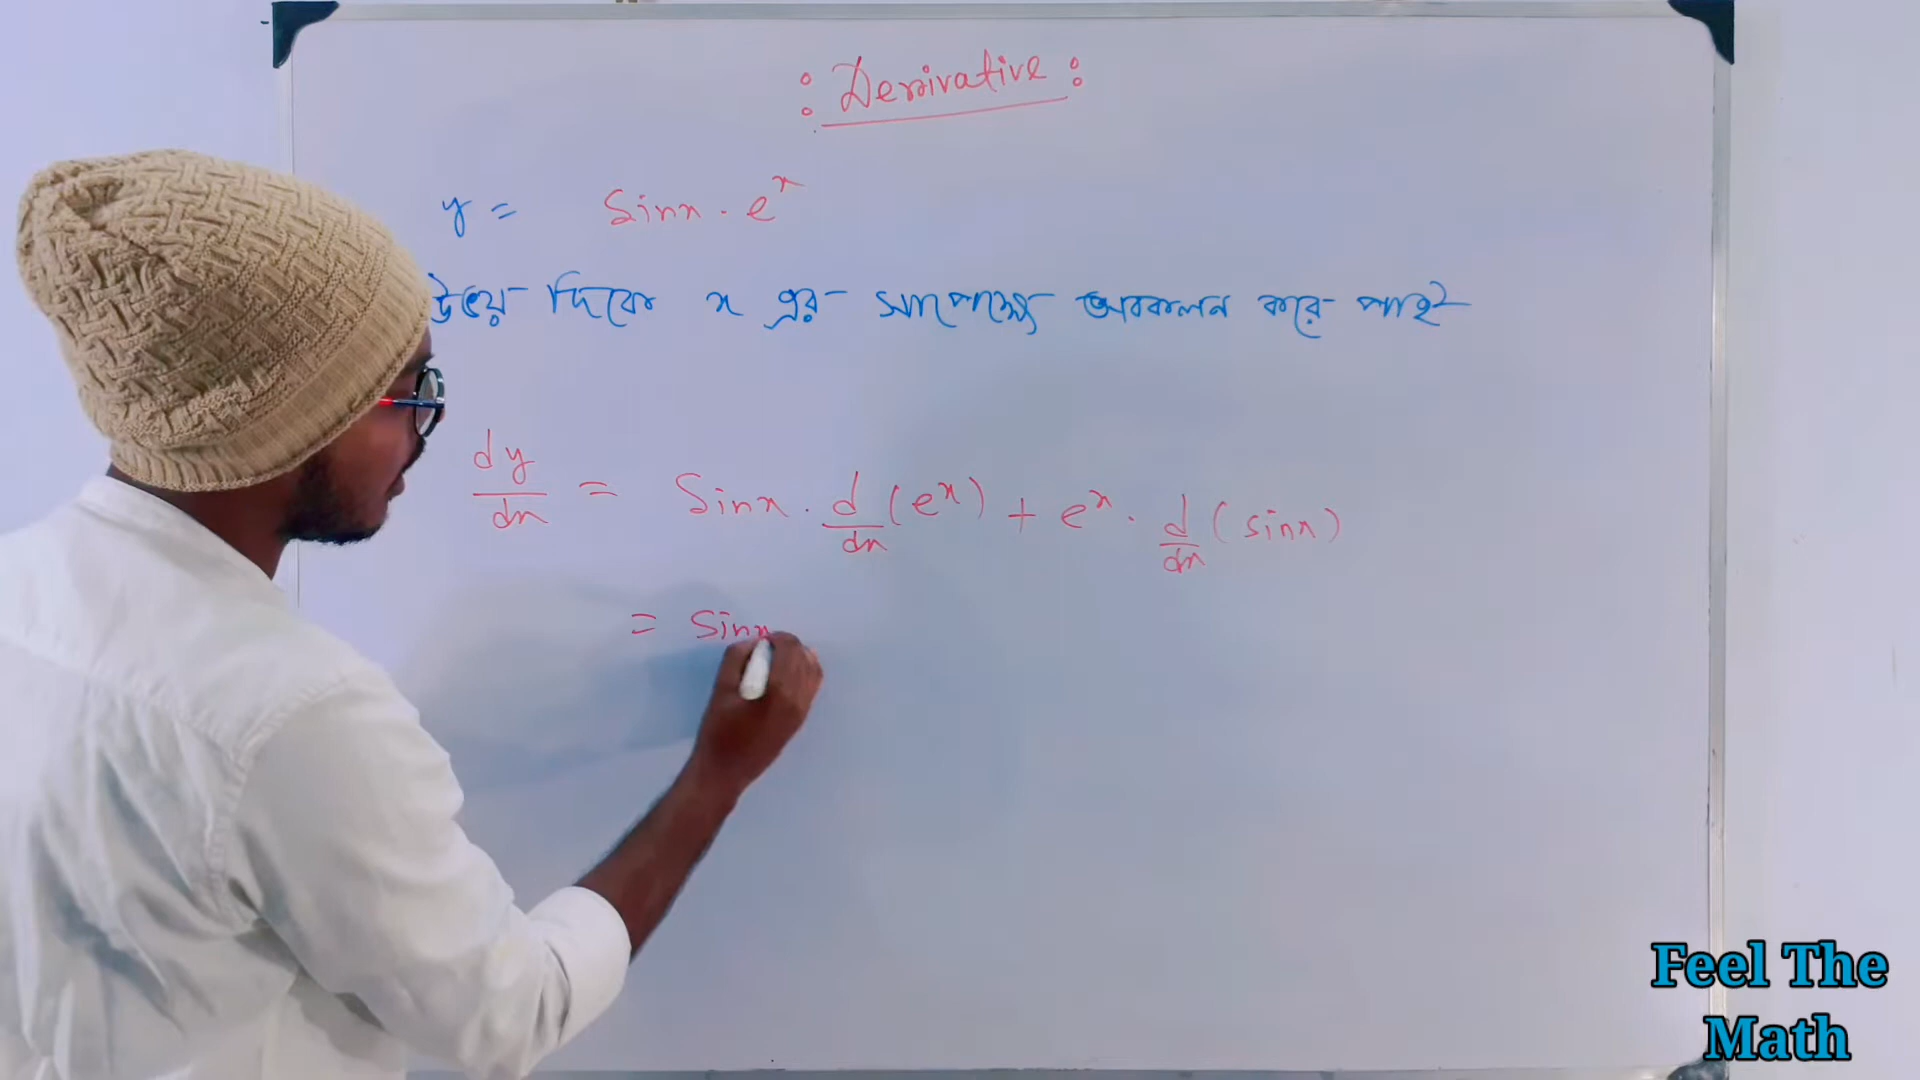 : Derivative :
y = Sinx . e^x
উভয় দিকে x এর সাপেক্ষে অবকলন করে পাই
dy/dx = Sinx . d/dx (e^x) + e^x . d/dx (sinx)
= Sinx
Feel The
Math